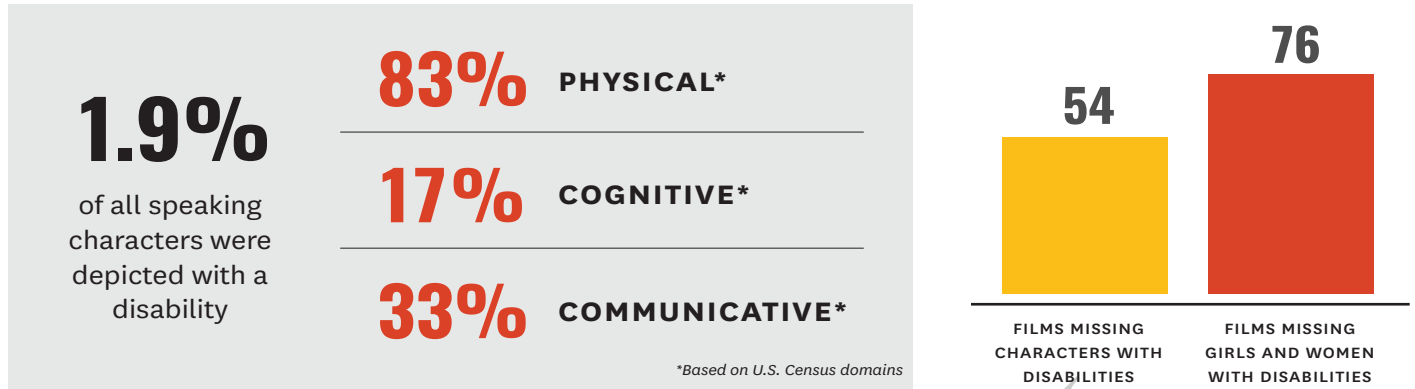 1.9%
of all speaking
characters were
depicted with a
disability
83% PHYSICAL*
17% COGNITIVE*
33% COMMUNICATIVE*
*Based on U.S. Census domains
54
76
FILMS MISSING
CHARACTERS WITH
DISABILITIES
FILMS MISSING
GIRLS AND WOMEN
WITH DISABILITIES